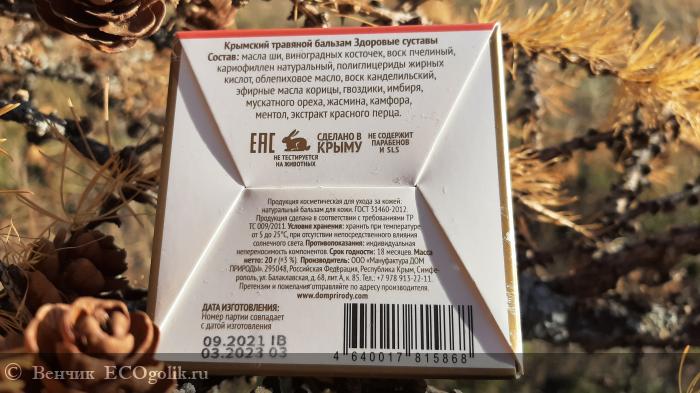 Крымский травяной бальзам Здоровые суставы
Состав: масла ши, виноградных косточек, воск пчелиный,
кариофиллен натуральный, полиглицериды жирных
кислот, облепиховое масло, воск канделильский,
эфирные масла корицы, гвоздики, имбиря,
мускатного ореха, жасмина, камфора,
ментол, экстракт красного перца.
ЕАС
НЕ ТЕСТИРУЕТСЯ
НА ЖИВОТНЫХ
СДЕЛАНО В
КРЫМУ
НЕ СОДЕРЖИТ
ПАРАБЕНОВ
И SLS
Продукция косметическая для ухода за кожей:
натуральный бальзам для кожи. ГОСТ 31460-2012.
Продукция сделана в соответствии с требованиями ТР
ТС 009/2011. Условия хранения: хранить при температуре
от 5 до 25°С, при отсутствии непосредственного влияния
солнечного света. Противопоказания: индивидуальная
непереносимость компонентов. Срок годности: 18 месяцев. Масса
нетто: 20 г (±3 %). Производитель: ООО «Мануфактура ДОМ
ПРИРОДЫ», 295048, Российская Федерация, Республика Крым, Симфе-
рополь, ул. Балаклавская, д. 68, лит. А, к. 85. Тел.: +7 978 913-22-11.
Претензии и пожелания отправляйте по адресу производителя.
www.domprirody.com
ДАТА ИЗГОТОВЛЕНИЯ:
Номер партии совпадает
с датой изготовления
09.2021 IB
03.2023 03
4 640017 815868
© Венчик ECOgolik.ru